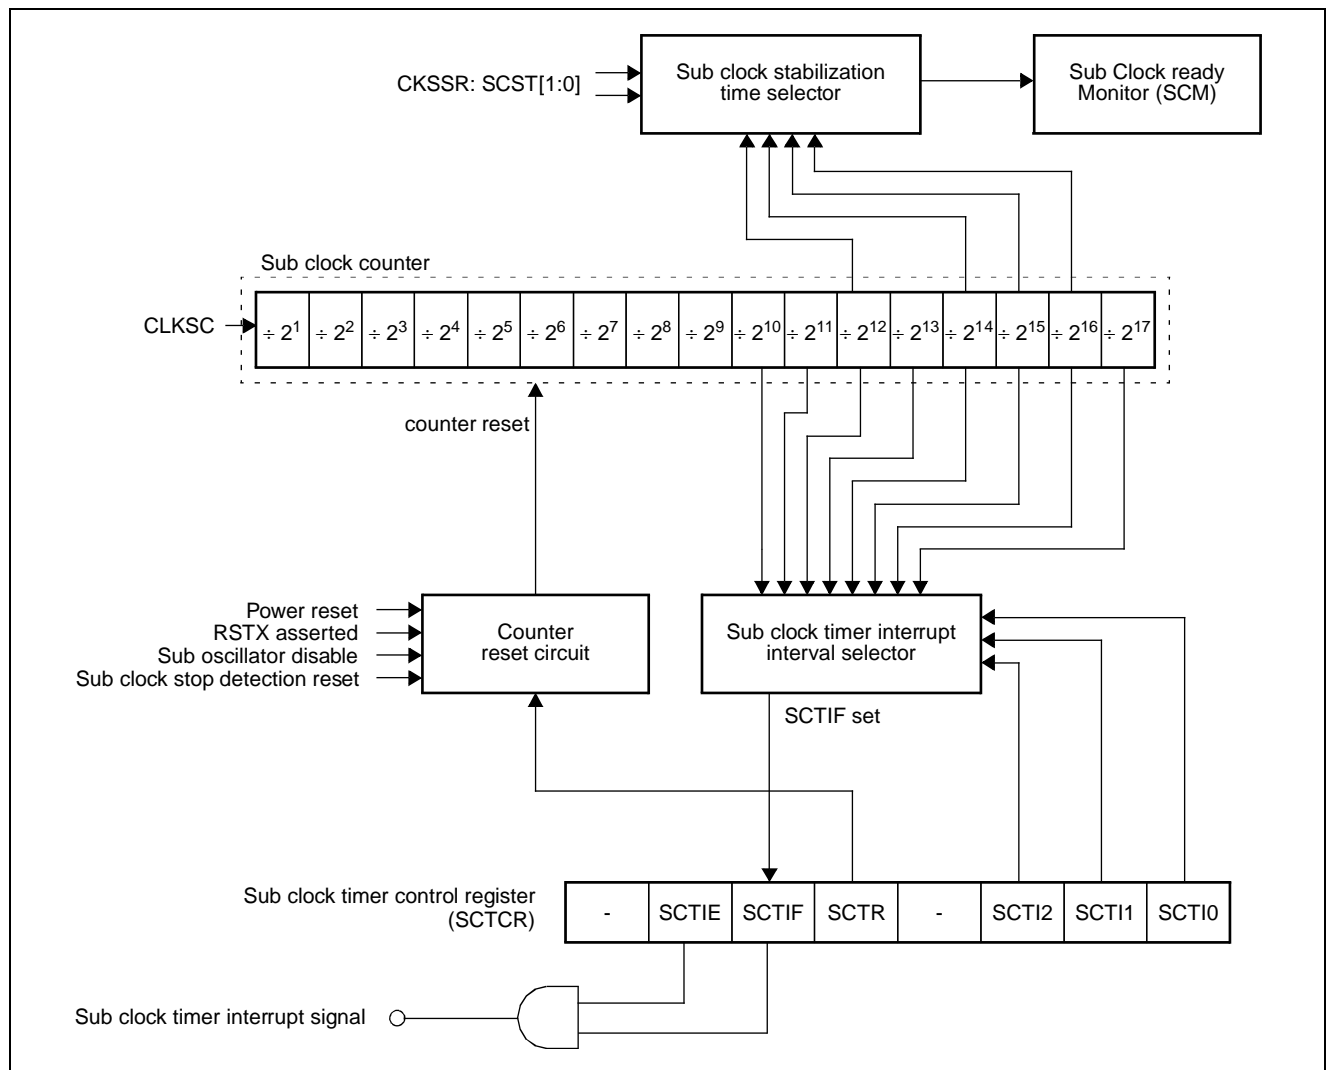 CKSSR: SCST[1:0]
Sub clock stabilization
time selector
Sub Clock ready
Monitor (SCM)
Sub clock counter
CLKSC
÷ 2¹ ÷ 2² ÷ 2³ ÷ 2⁴ ÷ 2⁵ ÷ 2⁶ ÷ 2⁷ ÷ 2⁸ ÷ 2⁹ ÷ 2¹⁰ ÷ 2¹¹ ÷ 2¹² ÷ 2¹³ ÷ 2¹⁴ ÷ 2¹⁵ ÷ 2¹⁶ ÷ 2¹⁷
counter reset
Power reset
RSTX asserted
Sub oscillator disable
Sub clock stop detection reset
Counter
reset circuit
Sub clock timer interrupt
interval selector
SCTIF set
Sub clock timer control register
(SCTCR)
- SCTIE SCTIF SCTR - SCTI2 SCTI1 SCTI0
Sub clock timer interrupt signal